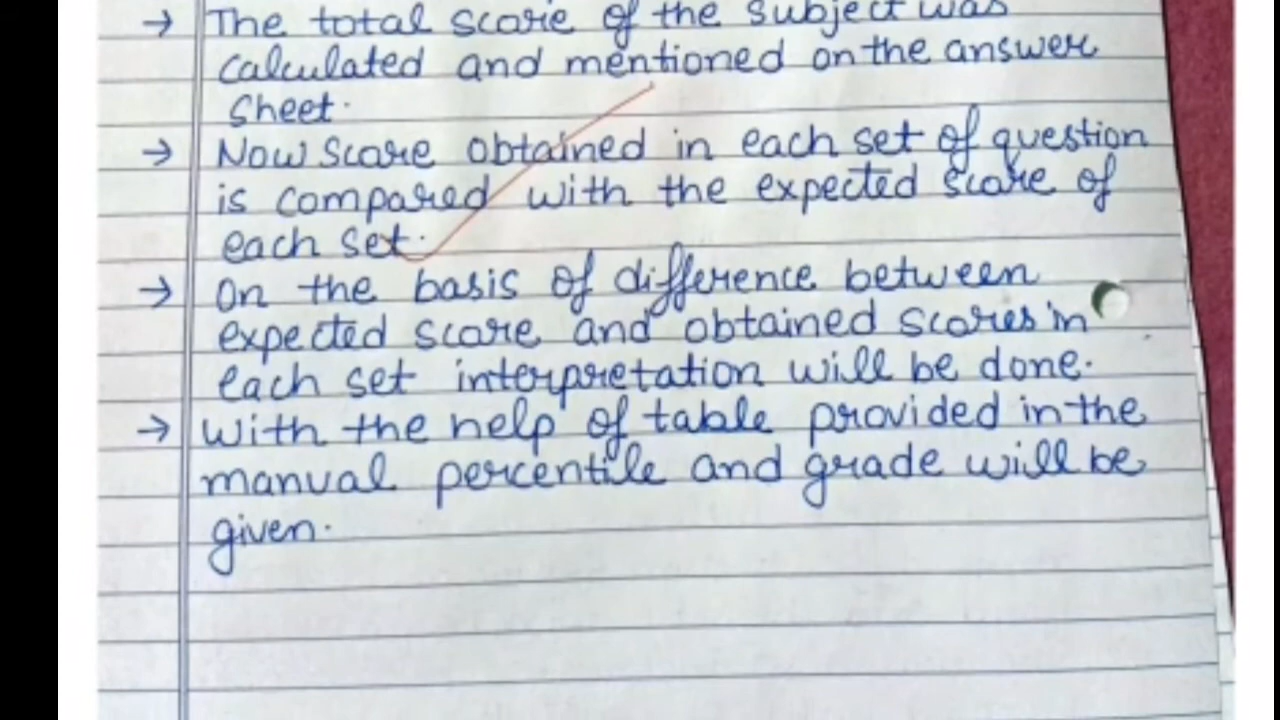 → The total score of the subject was
calculated and mentioned on the answer
sheet.
→ Now score obtained in each set of question
is compared with the expected score of
each set.
→ On the basis of difference between
expected score and obtained scores in
each set interpretation will be done.
→ With the help of table provided in the
manual percentile and grade will be
given.